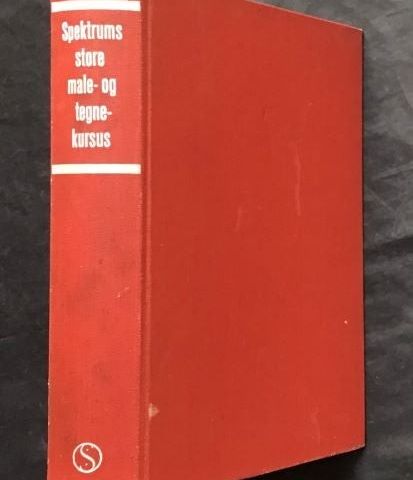 Spektrums
store
male- og
tegne-
kursus
S